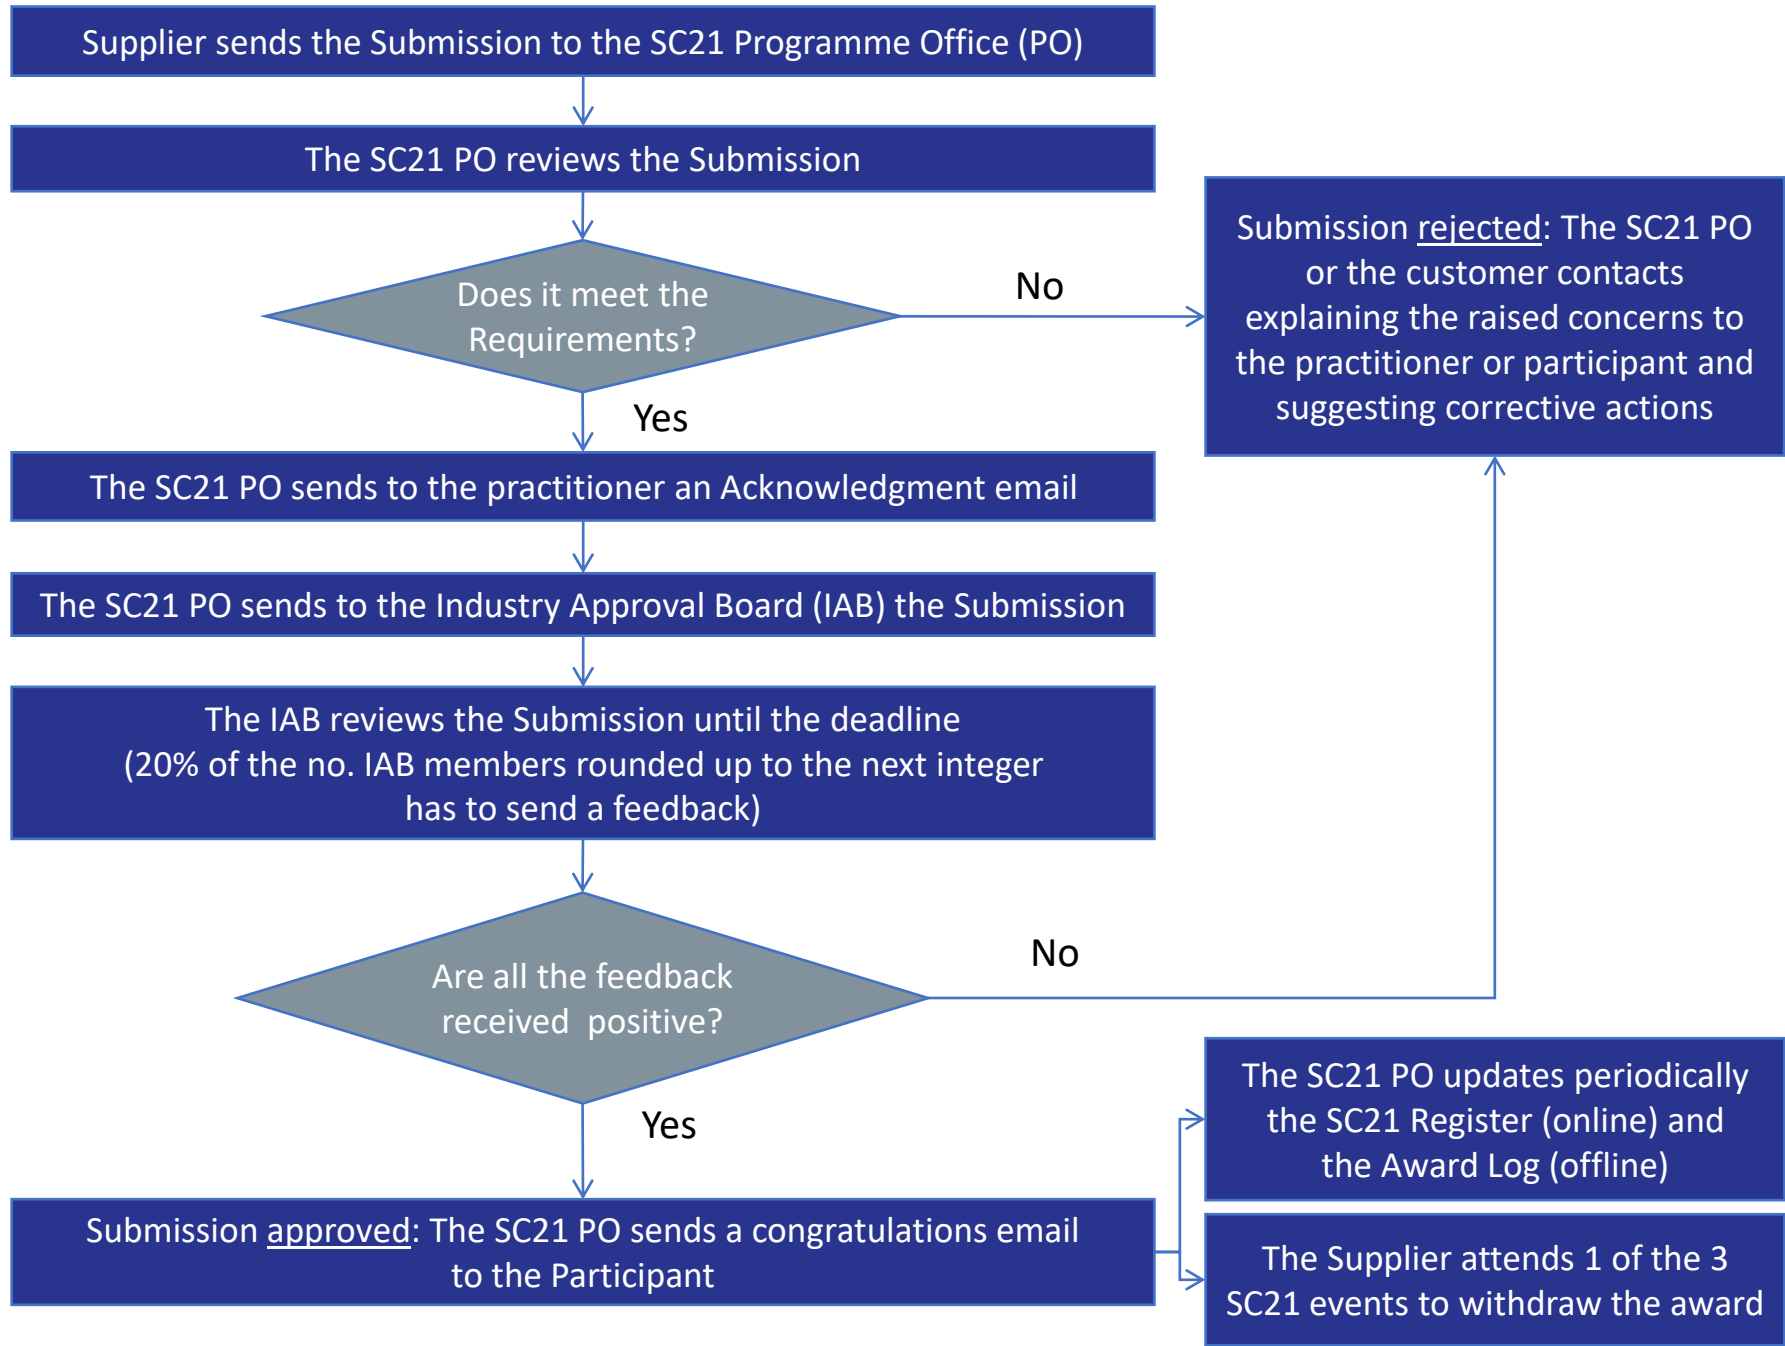 Supplier sends the Submission to the SC21 Programme Office (PO)
The SC21 PO reviews the Submission
Does it meet the
Requirements?
No
Submission rejected: The SC21 PO
or the customer contacts
explaining the raised concerns to
the practitioner or participant and
suggesting corrective actions
Yes
The SC21 PO sends to the practitioner an Acknowledgment email
The SC21 PO sends to the Industry Approval Board (IAB) the Submission
The IAB reviews the Submission until the deadline
(20% of the no. IAB members rounded up to the next integer
has to send a feedback)
Are all the feedback
received positive?
No
Yes
Submission approved: The SC21 PO sends a congratulations email
to the Participant
The SC21 PO updates periodically
the SC21 Register (online) and
the Award Log (offline)
The Supplier attends 1 of the 3
SC21 events to withdraw the award